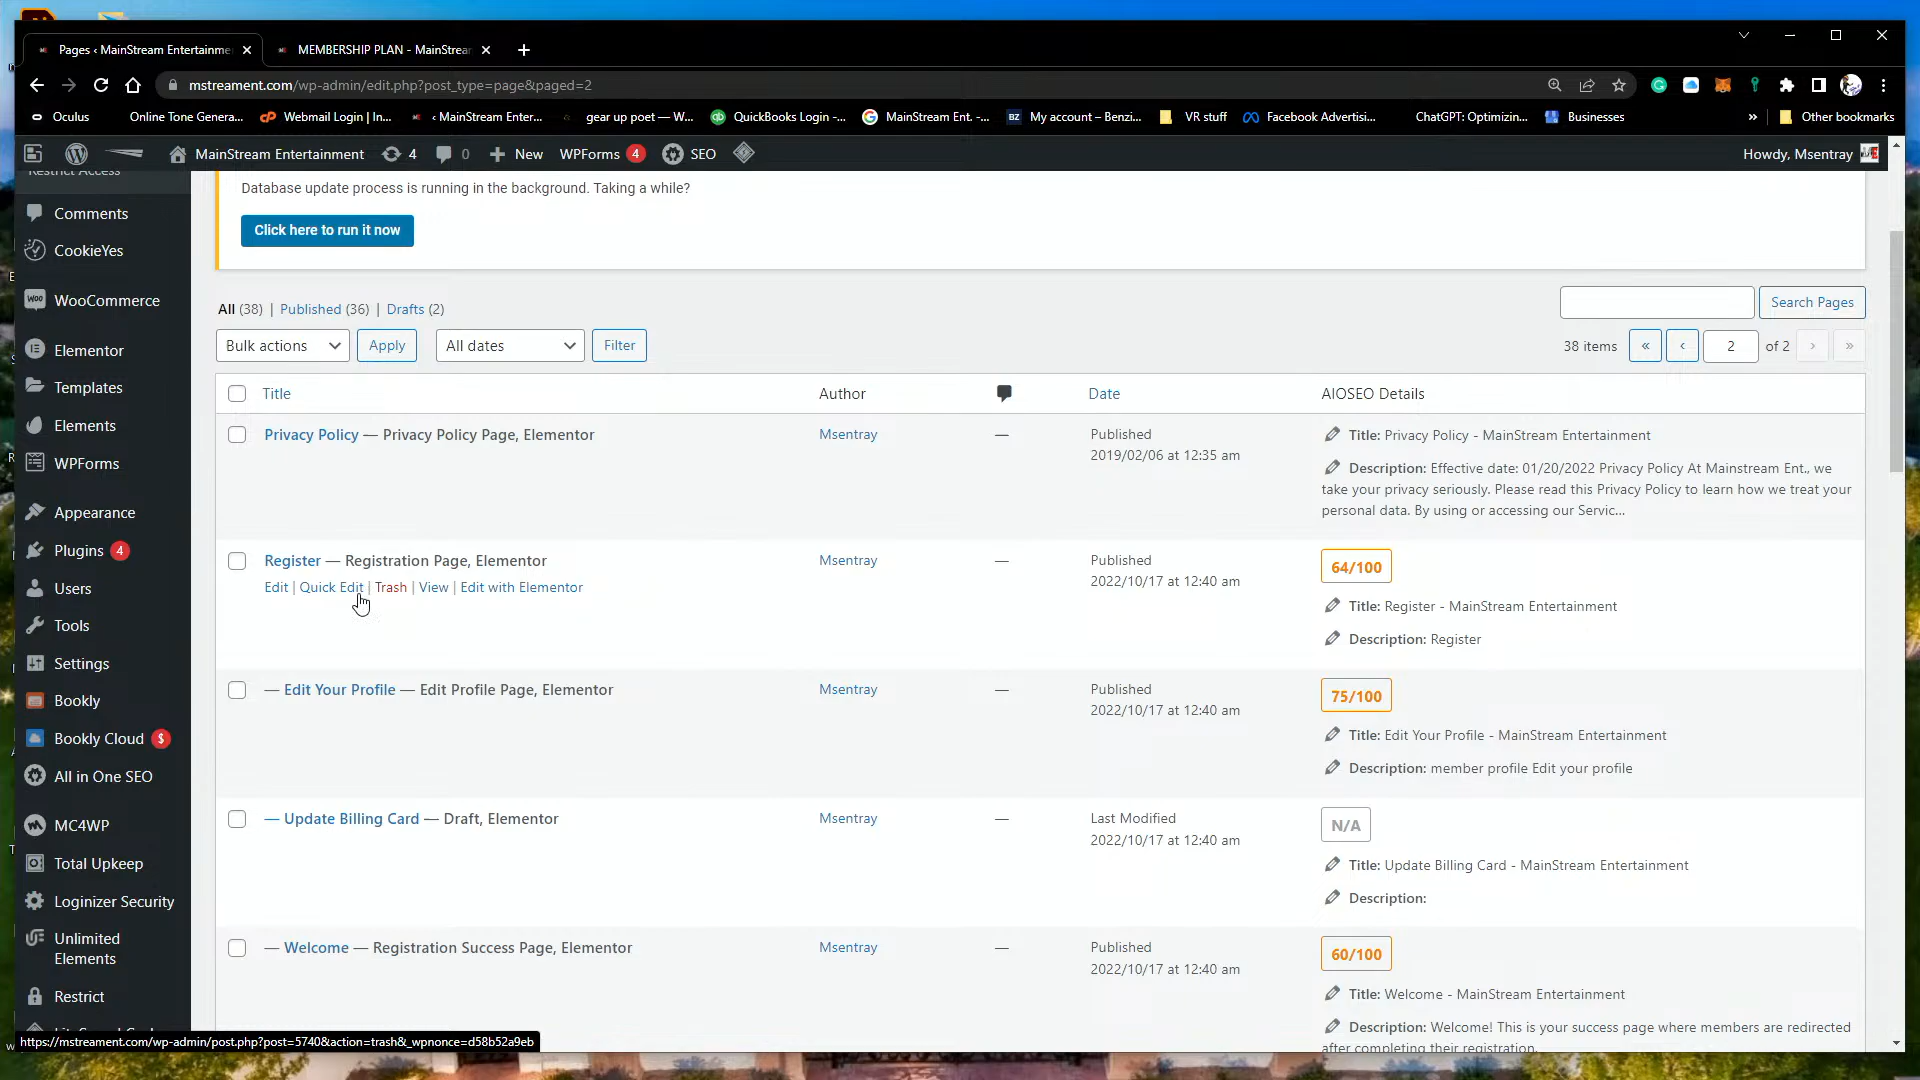 Pages ‹ MainStream Entertainme
MEMBERSHIP PLAN - MainStrear
mstreament.com/wp-admin/edit.php?post_type=page&paged=2
Oculus
Online Tone Genera...
Webmail Login | In...
‹ MainStream Enter...
gear up poet — W...
QuickBooks Login -...
MainStream Ent. -...
My account – Benzi...
VR stuff
Facebook Advertisi...
ChatGPT: Optimizin...
Businesses
»
Other bookmarks
MainStream Entertainment
4
0
New
WPForms 4
SEO
Howdy, Msentray
Restrict Access
Comments
CookieYes
WooCommerce
Elementor
Templates
Elements
WPForms
Appearance
Plugins 4
Users
Tools
Settings
Bookly
Bookly Cloud $
All in One SEO
MC4WP
Total Upkeep
Loginizer Security
Unlimited
Elements
Restrict
Database update process is running in the background. Taking a while?
Click here to run it now
All (38) | Published (36) | Drafts (2)
Search Pages
Bulk actions
Apply
All dates
Filter
38 items « ‹ 2 of 2 › »
Title Author Date AIOSEO Details
Privacy Policy — Privacy Policy Page, Elementor
Msentray
—
Published
2019/02/06 at 12:35 am
Title: Privacy Policy - MainStream Entertainment
Description: Effective date: 01/20/2022 Privacy Policy At Mainstream Ent., we
take your privacy seriously. Please read this Privacy Policy to learn how we treat your
personal data. By using or accessing our Servic...
Register — Registration Page, Elementor
Edit | Quick Edit | Trash | View | Edit with Elementor
Msentray
—
Published
2022/10/17 at 12:40 am
64/100
Title: Register - MainStream Entertainment
Description: Register
— Edit Your Profile — Edit Profile Page, Elementor
Msentray
—
Published
2022/10/17 at 12:40 am
75/100
Title: Edit Your Profile - MainStream Entertainment
Description: member profile Edit your profile
— Update Billing Card — Draft, Elementor
Msentray
—
Last Modified
2022/10/17 at 12:40 am
N/A
Title: Update Billing Card - MainStream Entertainment
Description:
— Welcome — Registration Success Page, Elementor
Msentray
—
Published
2022/10/17 at 12:40 am
60/100
Title: Welcome - MainStream Entertainment
Description: Welcome! This is your success page where members are redirected
after completing their registration.
https://mstreament.com/wp-admin/post.php?post=5740&action=trash&_wpnonce=d58b52a9eb